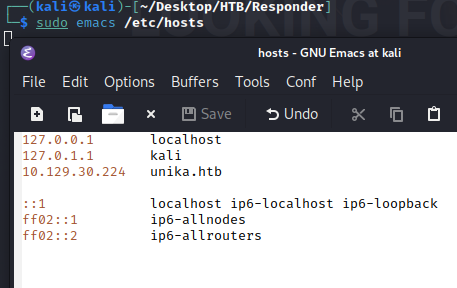 (kali㉿kali)-[~/Desktop/HTB/Responder]
$ sudo emacs /etc/hosts
hosts - GNU Emacs at kali
File Edit Options Buffers Tools Conf Help
Save Undo
127.0.0.1 localhost
127.0.1.1 kali
10.129.30.224 unika.htb
::1 localhost ip6-localhost ip6-loopback
ff02::1 ip6-allnodes
ff02::2 ip6-allrouters